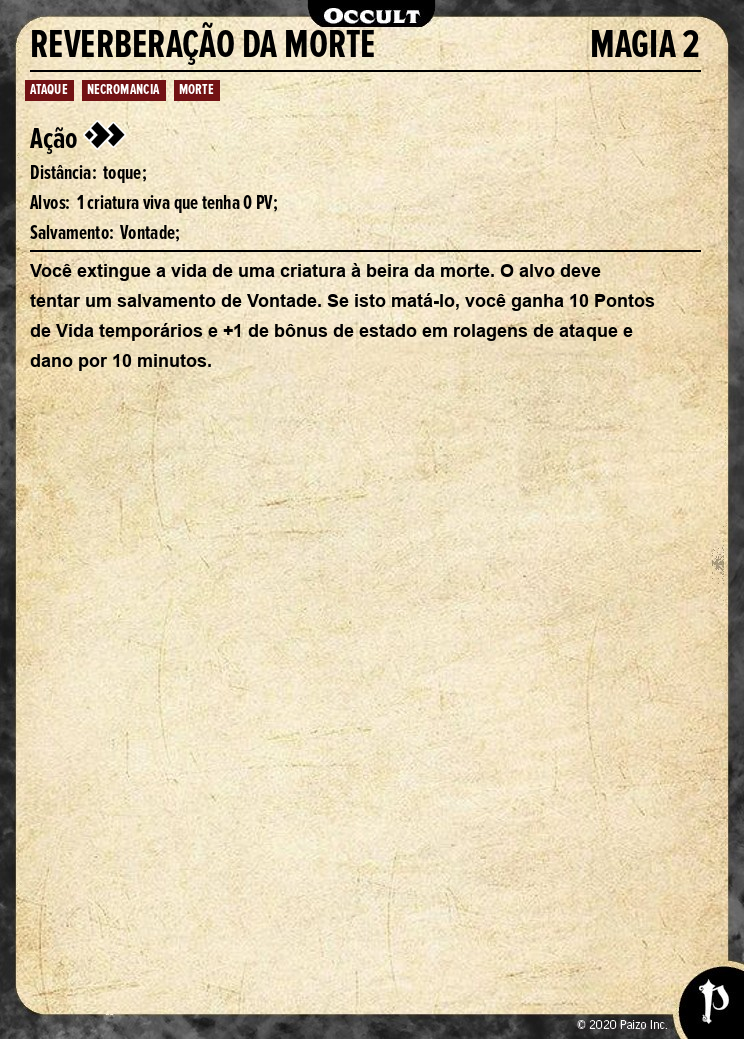 OCCULT
REVERBERAÇÃO DA MORTE MAGIA 2
ATAQUE NECROMANCIA MORTE
Ação
Distância: toque;
Alvos: 1 criatura viva que tenha 0 PV;
Salvamento: Vontade;
Você extingue a vida de uma criatura à beira da morte. O alvo deve
tentar um salvamento de Vontade. Se isto matá-lo, você ganha 10 Pontos
de Vida temporários e +1 de bônus de estado em rolagens de ataque e
dano por 10 minutos.
© 2020 Paizo Inc.
P